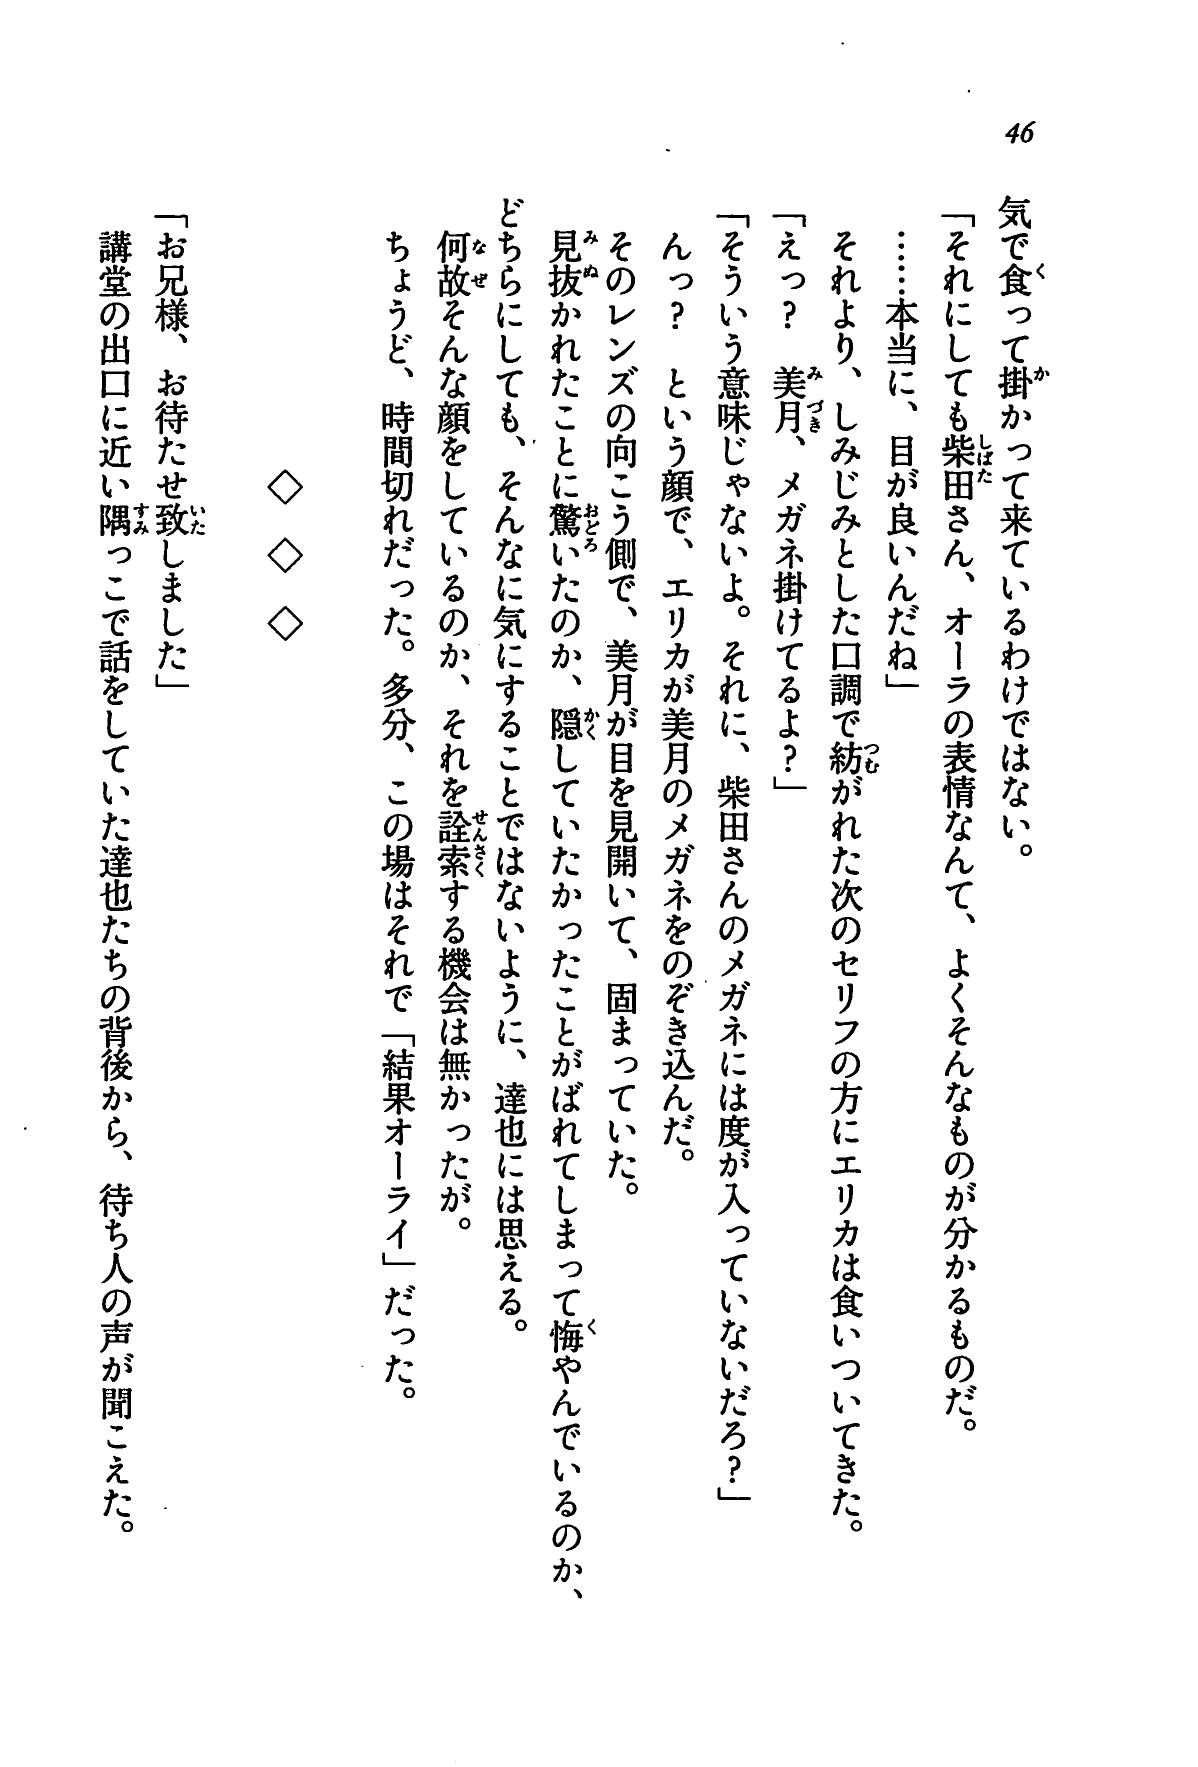 46
気で食って掛かって来ているわけではない。
「それにしても柴田さん、オーラの表情なんて、よくそんなものが分かるものだ。
……本当に、目が良いんだね」
それより、しみじみとした口調で紡がれた次のセリフの方にエリカは食いついてきた。
「えっ？　美月、メガネ掛けてるよ？」
「そういう意味じゃないよ。それに、柴田さんのメガネには度が入っていないだろ？」
んっ？　という顔で、エリカが美月のメガネをのぞき込んだ。
そのレンズの向こう側で、美月が目を見開いて、固まっていた。
見抜かれたことに驚いたのか、隠していたかったことがばれてしまって悔やんでいるのか、
どちらにしても、そんなに気にすることではないように、達也には思える。
何故そんな顔をしているのか、それを詮索する機会は無かったが。
ちょうど、時間切れだった。多分、この場はそれで「結果オーライ」だった。
◇　◇　◇
「お兄様、お待たせ致しました」
講堂の出口に近い隅っこで話をしていた達也たちの背後から、待ち人の声が聞こえた。